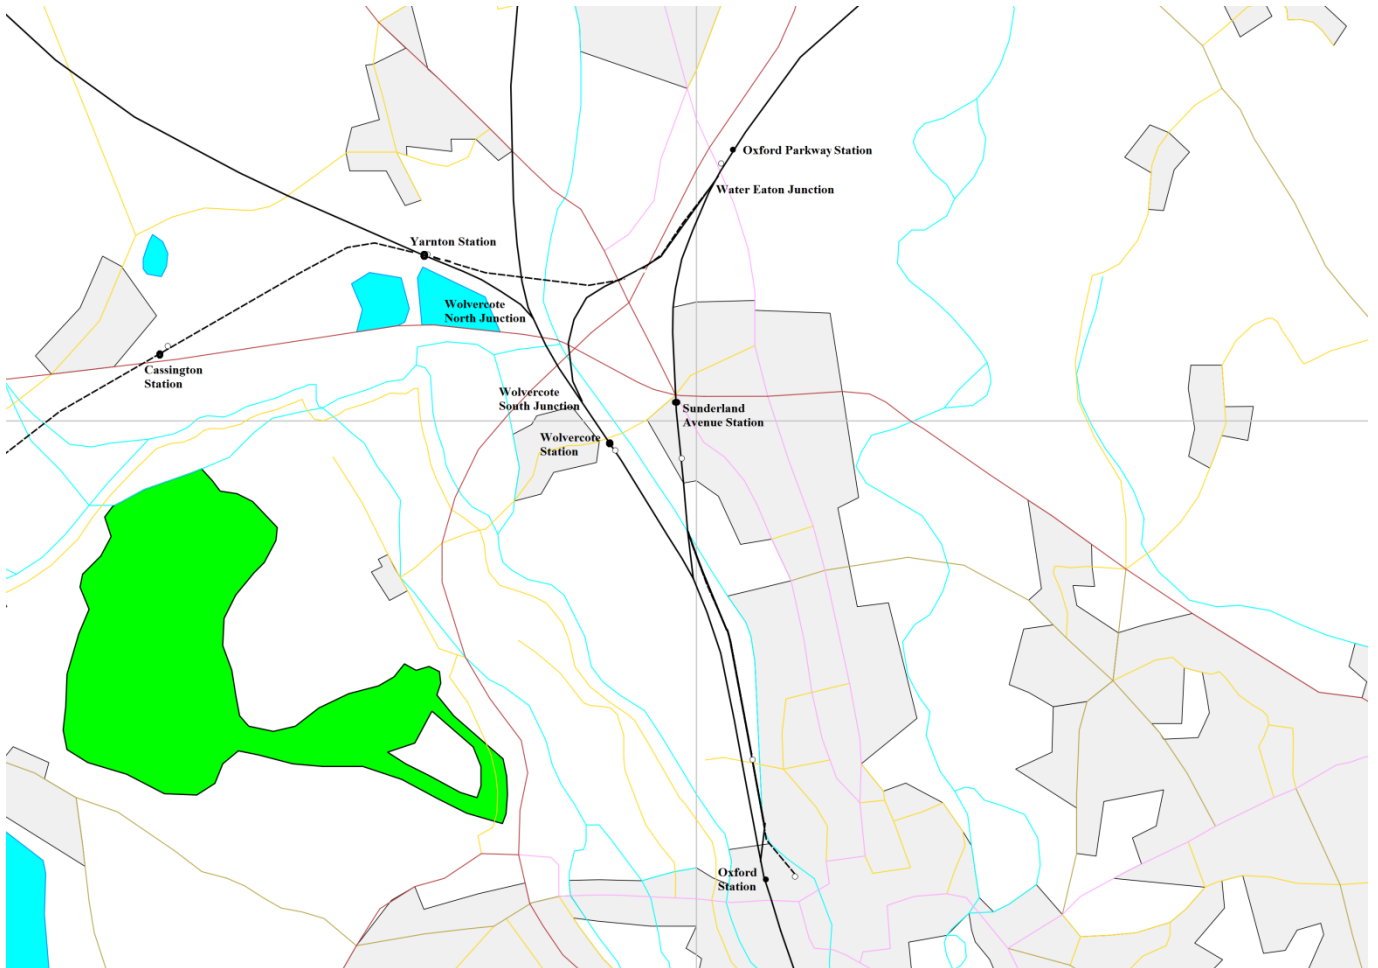 Oxford Parkway Station
Water Eaton Junction
Yarnton Station
Wolvercote
North Junction
Cassington
Station
Wolvercote
South Junction
Sunderland
Avenue Station
Wolvercote
Station
Oxford
Station